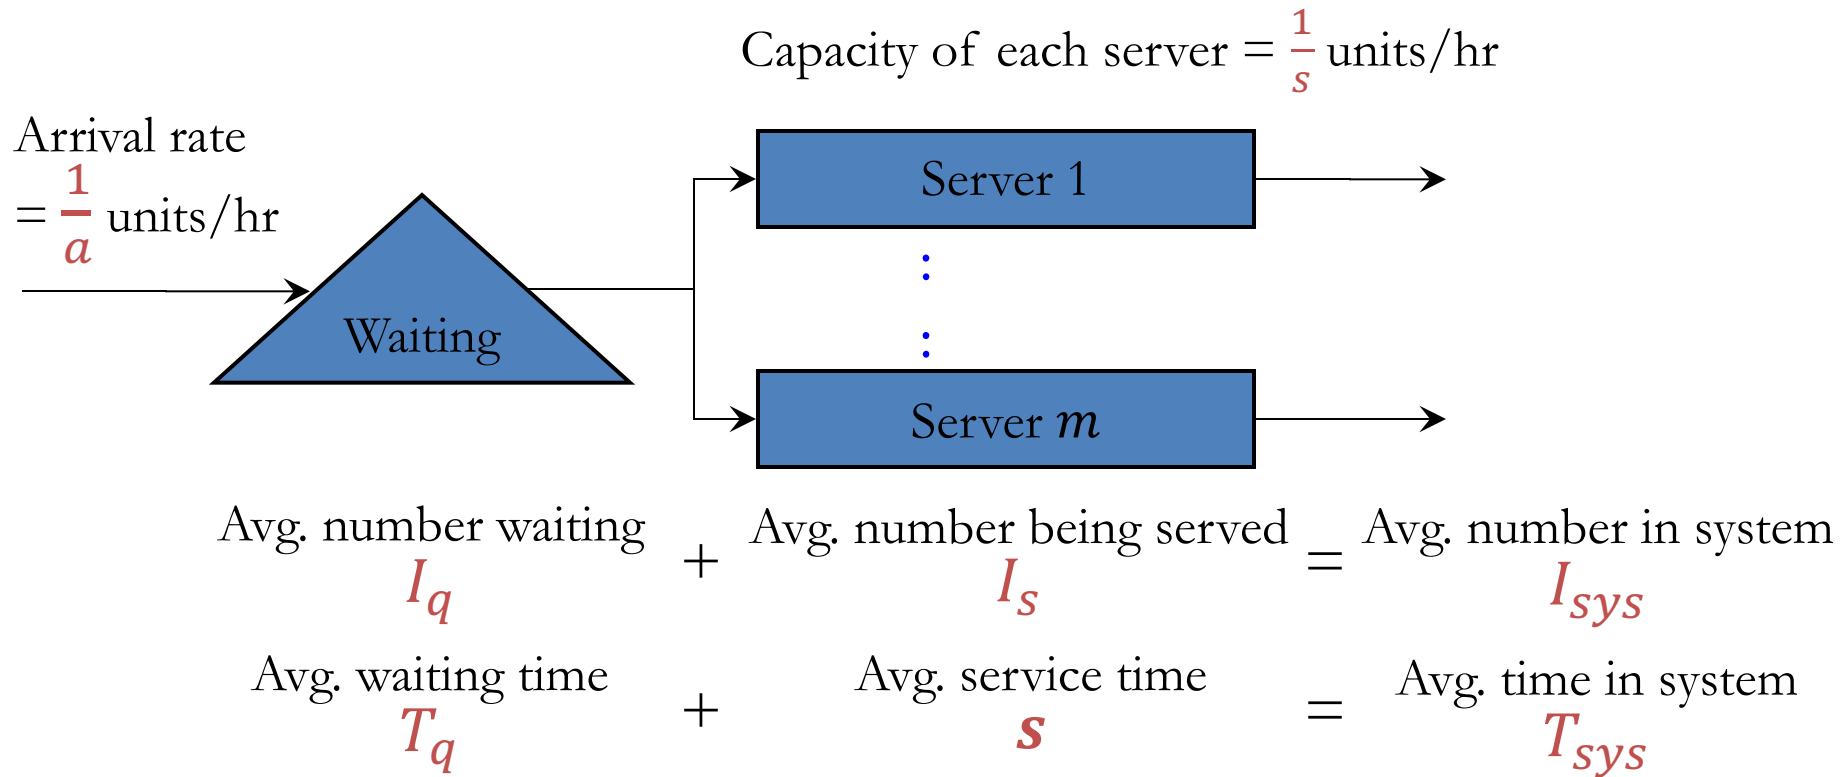 Capacity of each server = 1/s units/hr
Arrival rate
= 1/a units/hr
Server 1
Waiting
Server m
Avg. number waiting + Avg. number being served = Avg. number in system
I_q I_s I_sys
Avg. waiting time + Avg. service time = Avg. time in system
T_q s T_sys